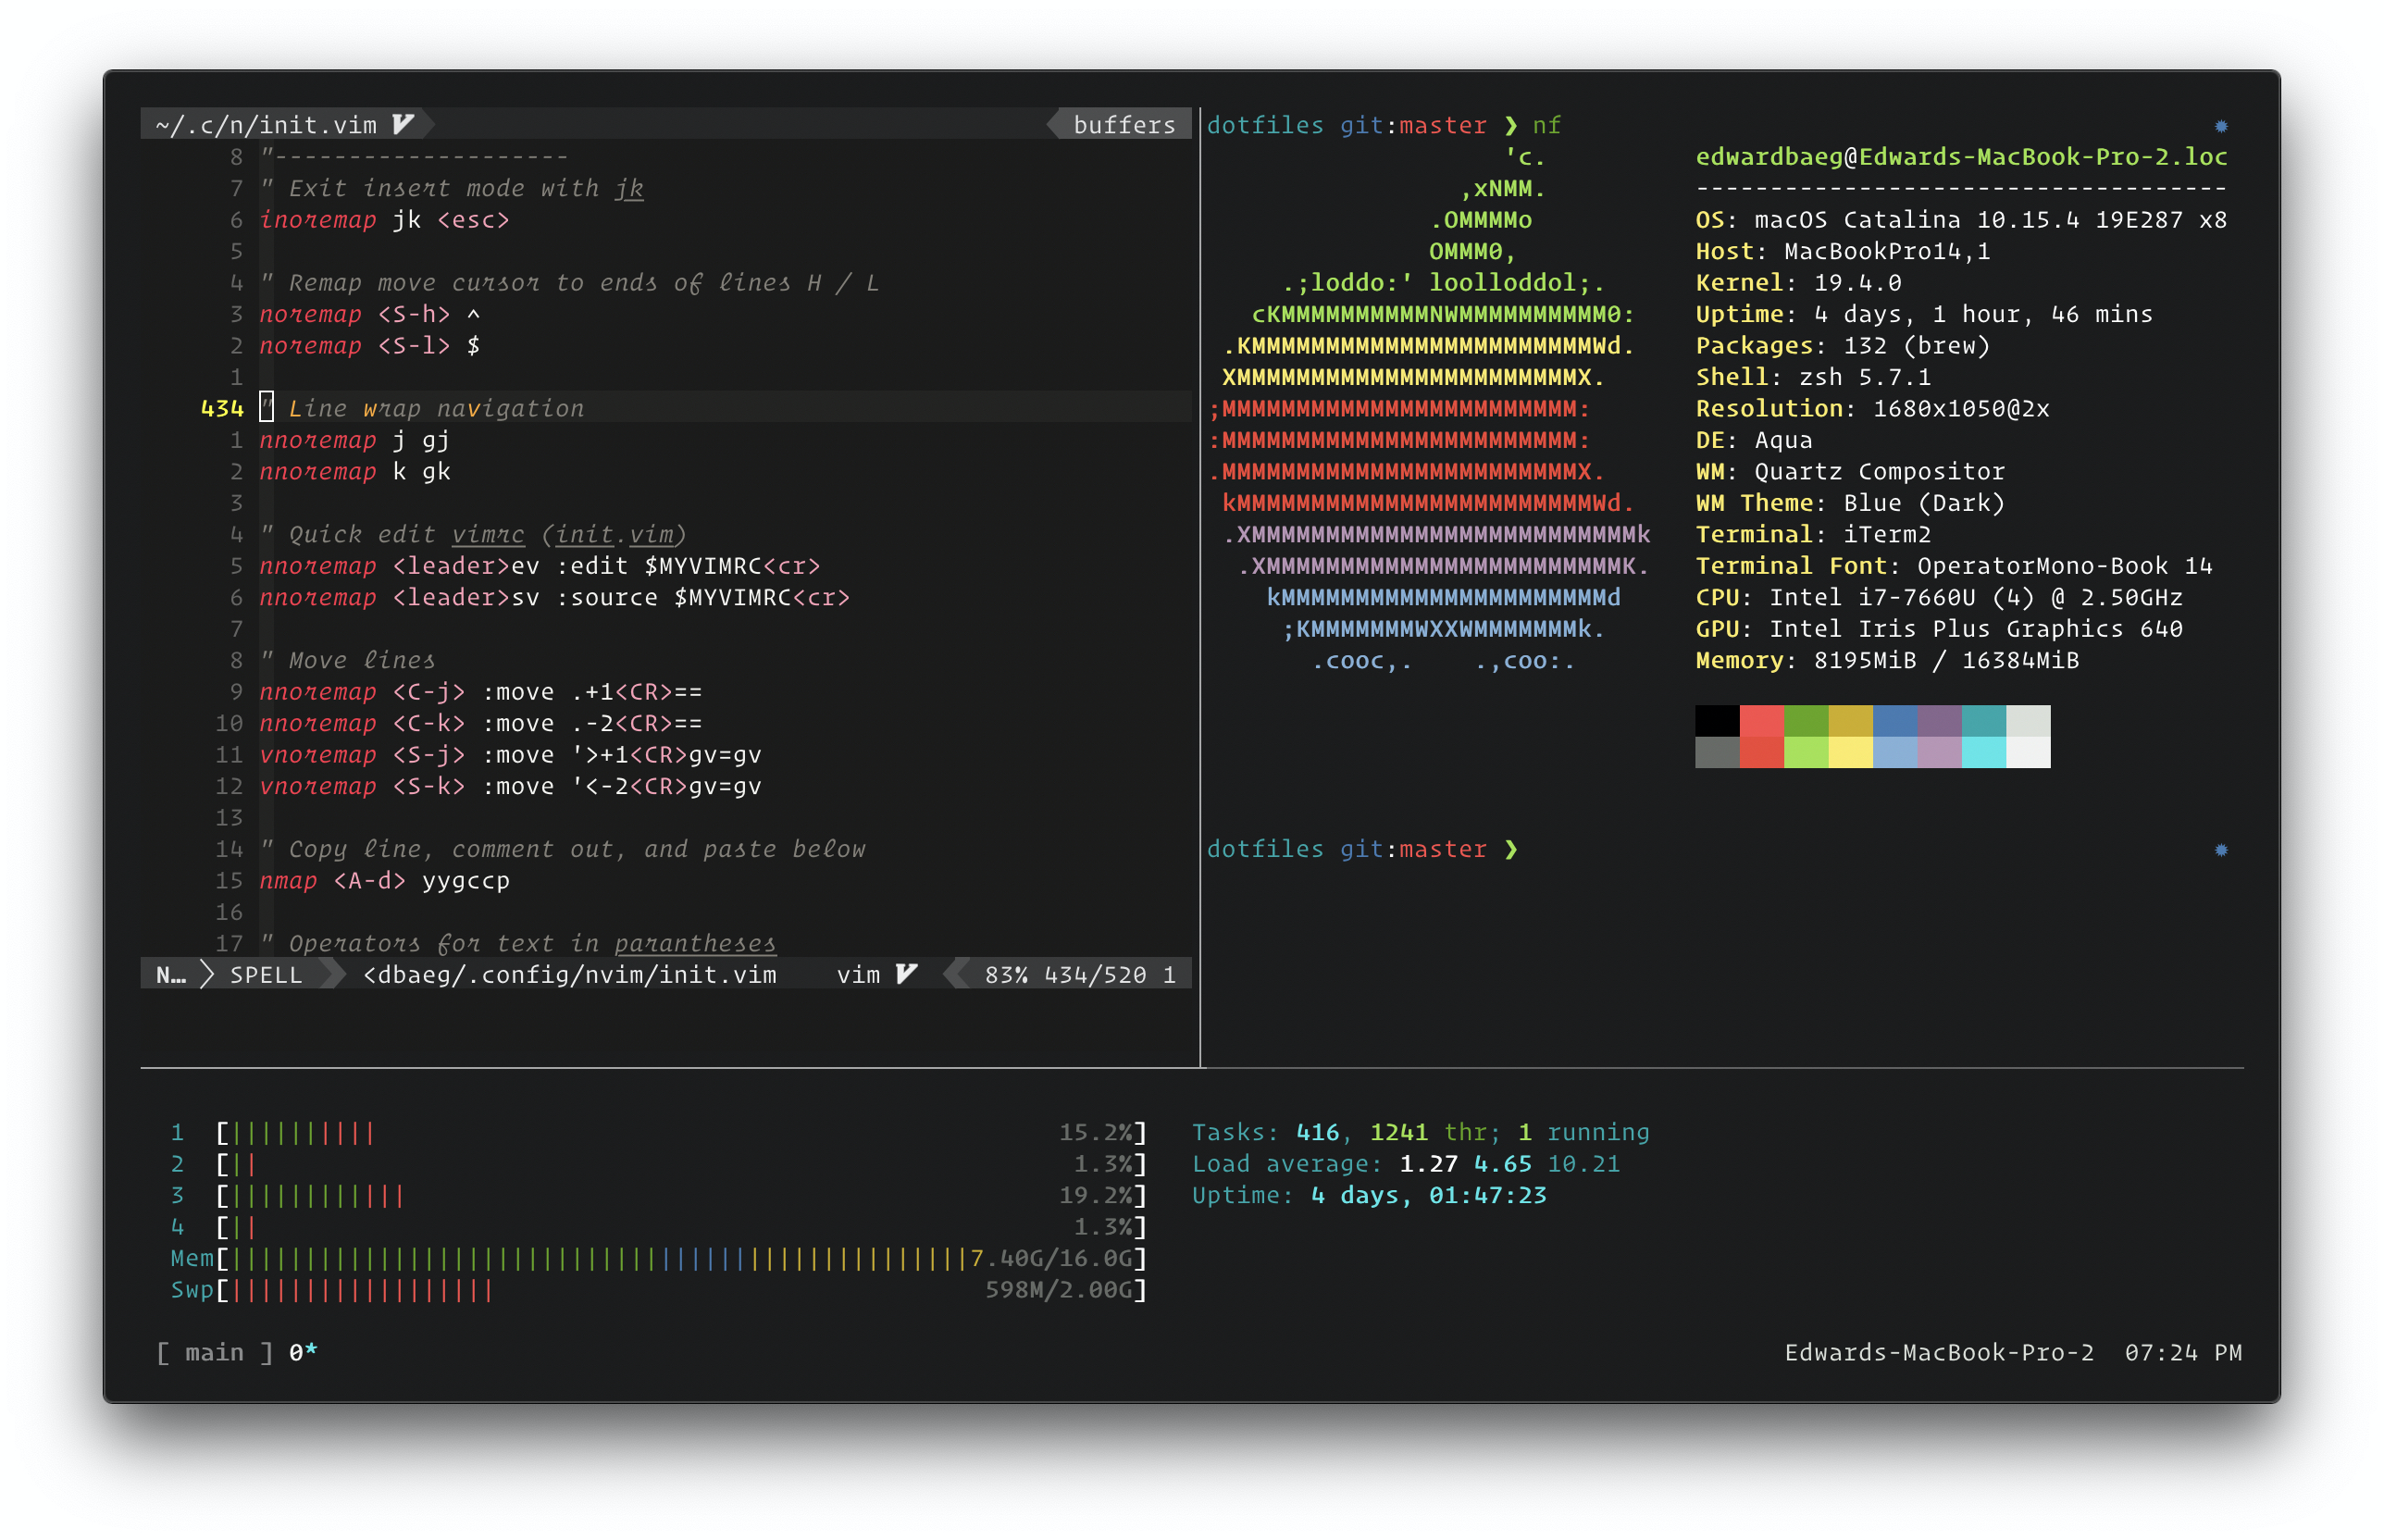 ~/.c/n/init.vim
buffers
8 "--------------------
7 " Exit insert mode with jk
6 inoremap jk <esc>
5
4 " Remap move cursor to ends of lines H / L
3 noremap <S-h> ^
2 noremap <S-l> $
1
434 " Line wrap navigation
1 nnoremap j gj
2 nnoremap k gk
3
4 " Quick edit vimrc (init.vim)
5 nnoremap <leader>ev :edit $MYVIMRC<cr>
6 nnoremap <leader>sv :source $MYVIMRC<cr>
7
8 " Move lines
9 nnoremap <C-j> :move .+1<CR>==
10 nnoremap <C-k> :move .-2<CR>==
11 vnoremap <S-j> :move '>+1<CR>gv=gv
12 vnoremap <S-k> :move '<-2<CR>gv=gv
13
14 " Copy line, comment out, and paste below
15 nmap <A-d> yygccp
16
17 " Operators for text in parantheses
N… SPELL <dbaeg/.config/nvim/init.vim vim 83% 434/520 1
dotfiles git:master ❯ nf
'c.
,xNMM.
.OMMMMo
OMMM0,
.;loddo:' loolloddol;.
cKMMMMMMMMMMNWMMMMMMMMMM0:
.KMMMMMMMMMMMMMMMMMMMMMMMWd.
XMMMMMMMMMMMMMMMMMMMMMMMX.
;MMMMMMMMMMMMMMMMMMMMMMMM:
:MMMMMMMMMMMMMMMMMMMMMMMM:
.MMMMMMMMMMMMMMMMMMMMMMMMX.
kMMMMMMMMMMMMMMMMMMMMMMMMWd.
.XMMMMMMMMMMMMMMMMMMMMMMMMMMk
.XMMMMMMMMMMMMMMMMMMMMMMMMK.
kMMMMMMMMMMMMMMMMMMMMMMd
;KMMMMMMMWXXWMMMMMMMk.
.cooc,. .,coo:.
edwardbaeg@Edwards-MacBook-Pro-2.loc
------------------------------------
OS: macOS Catalina 10.15.4 19E287 x8
Host: MacBookPro14,1
Kernel: 19.4.0
Uptime: 4 days, 1 hour, 46 mins
Packages: 132 (brew)
Shell: zsh 5.7.1
Resolution: 1680x1050@2x
DE: Aqua
WM: Quartz Compositor
WM Theme: Blue (Dark)
Terminal: iTerm2
Terminal Font: OperatorMono-Book 14
CPU: Intel i7-7660U (4) @ 2.50GHz
GPU: Intel Iris Plus Graphics 640
Memory: 8195MiB / 16384MiB
dotfiles git:master ❯
1 [|||||||||| 15.2%]
2 [|| 1.3%]
3 [|||||||||||| 19.2%]
4 [|| 1.3%]
Mem[||||||||||||||||||||||||||||||||||||||||||||||||||7.40G/16.0G]
Swp[|||||||||||||||||| 598M/2.00G]
Tasks: 416, 1241 thr; 1 running
Load average: 1.27 4.65 10.21
Uptime: 4 days, 01:47:23
[ main ] 0*
Edwards-MacBook-Pro-2 07:24 PM